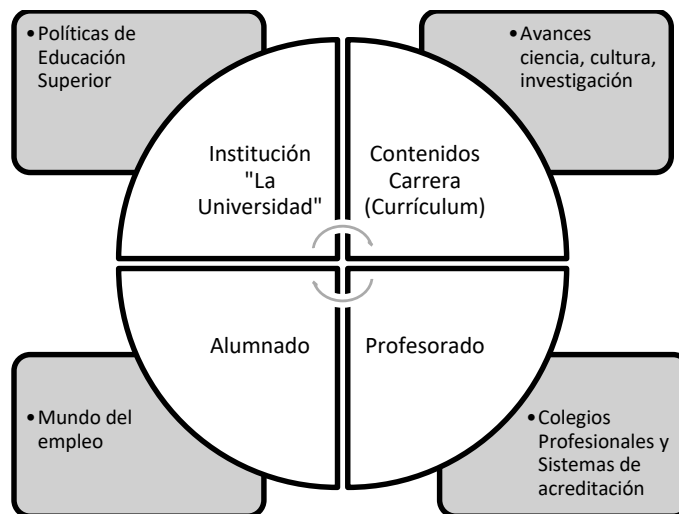 •Políticas de
Educación
Superior
•Avances
ciencia, cultura,
investigación
Institución
"La
Universidad"
Contenidos
Carrera
(Currículum)
Alumnado
Profesorado
•Mundo del
empleo
•Colegios
Profesionales y
Sistemas de
acreditación